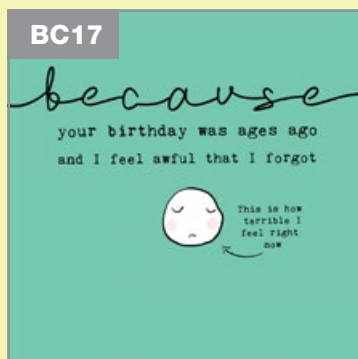 BC17
because
your birthday was ages ago
and I feel awful that I forgot
This is how
terrible I
feel right
now